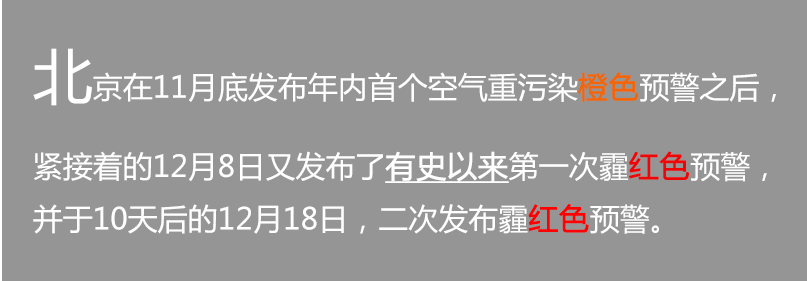 北京在11月底发布年内首个空气重污染橙色预警之后，
紧接着的12月8日又发布了有史以来第一次霾红色预警，
并于10天后的12月18日，二次发布霾红色预警。